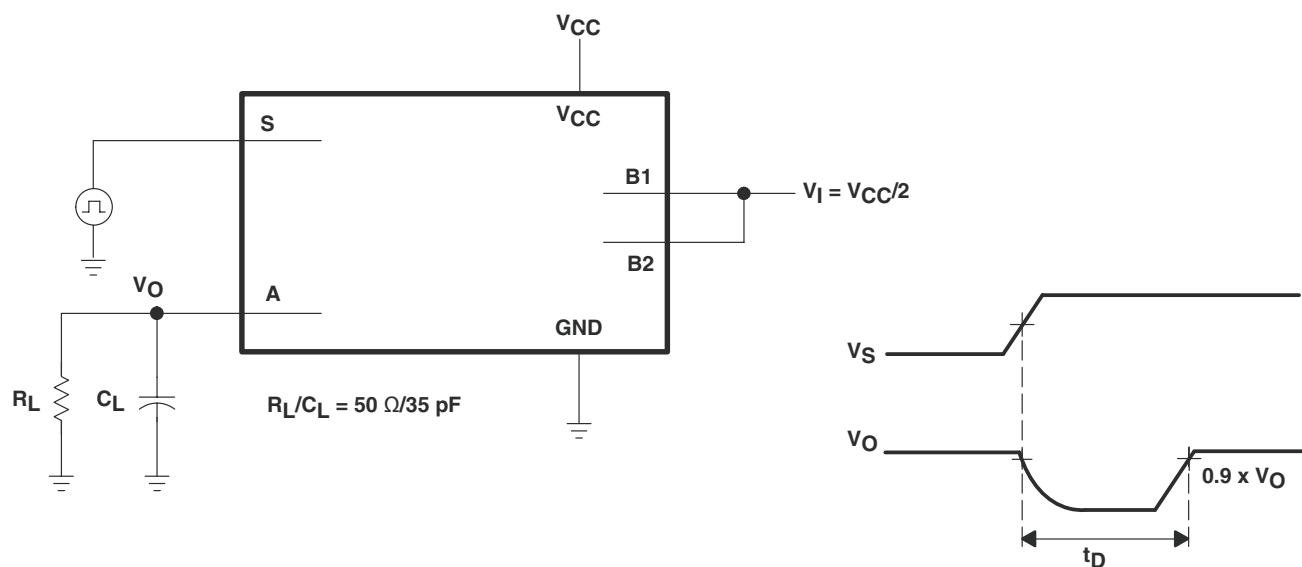 VCC
VCC
S
B1
VI = VCC/2
B2
VO
A
GND
RL
CL
RL/CL = 50 Ω/35 pF
VS
VO
0.9 x VO
tD